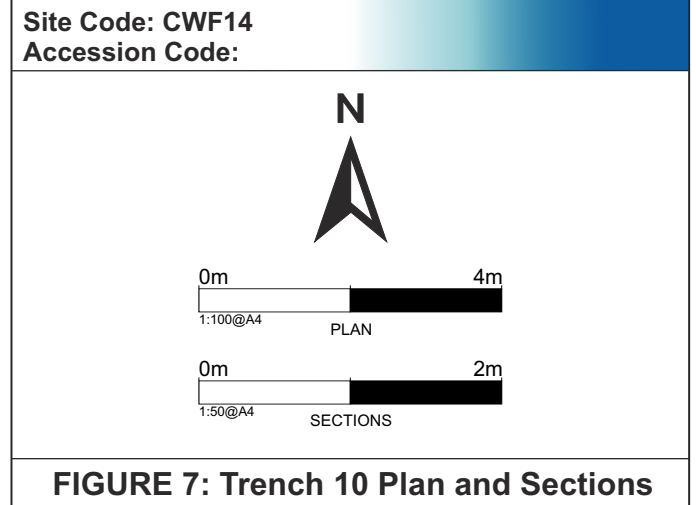 Site Code: CWF14
Accession Code:
N
0m 4m
1:100@A4
PLAN
0m 2m
1:50@A4
SECTIONS
FIGURE 7: Trench 10 Plan and Sections